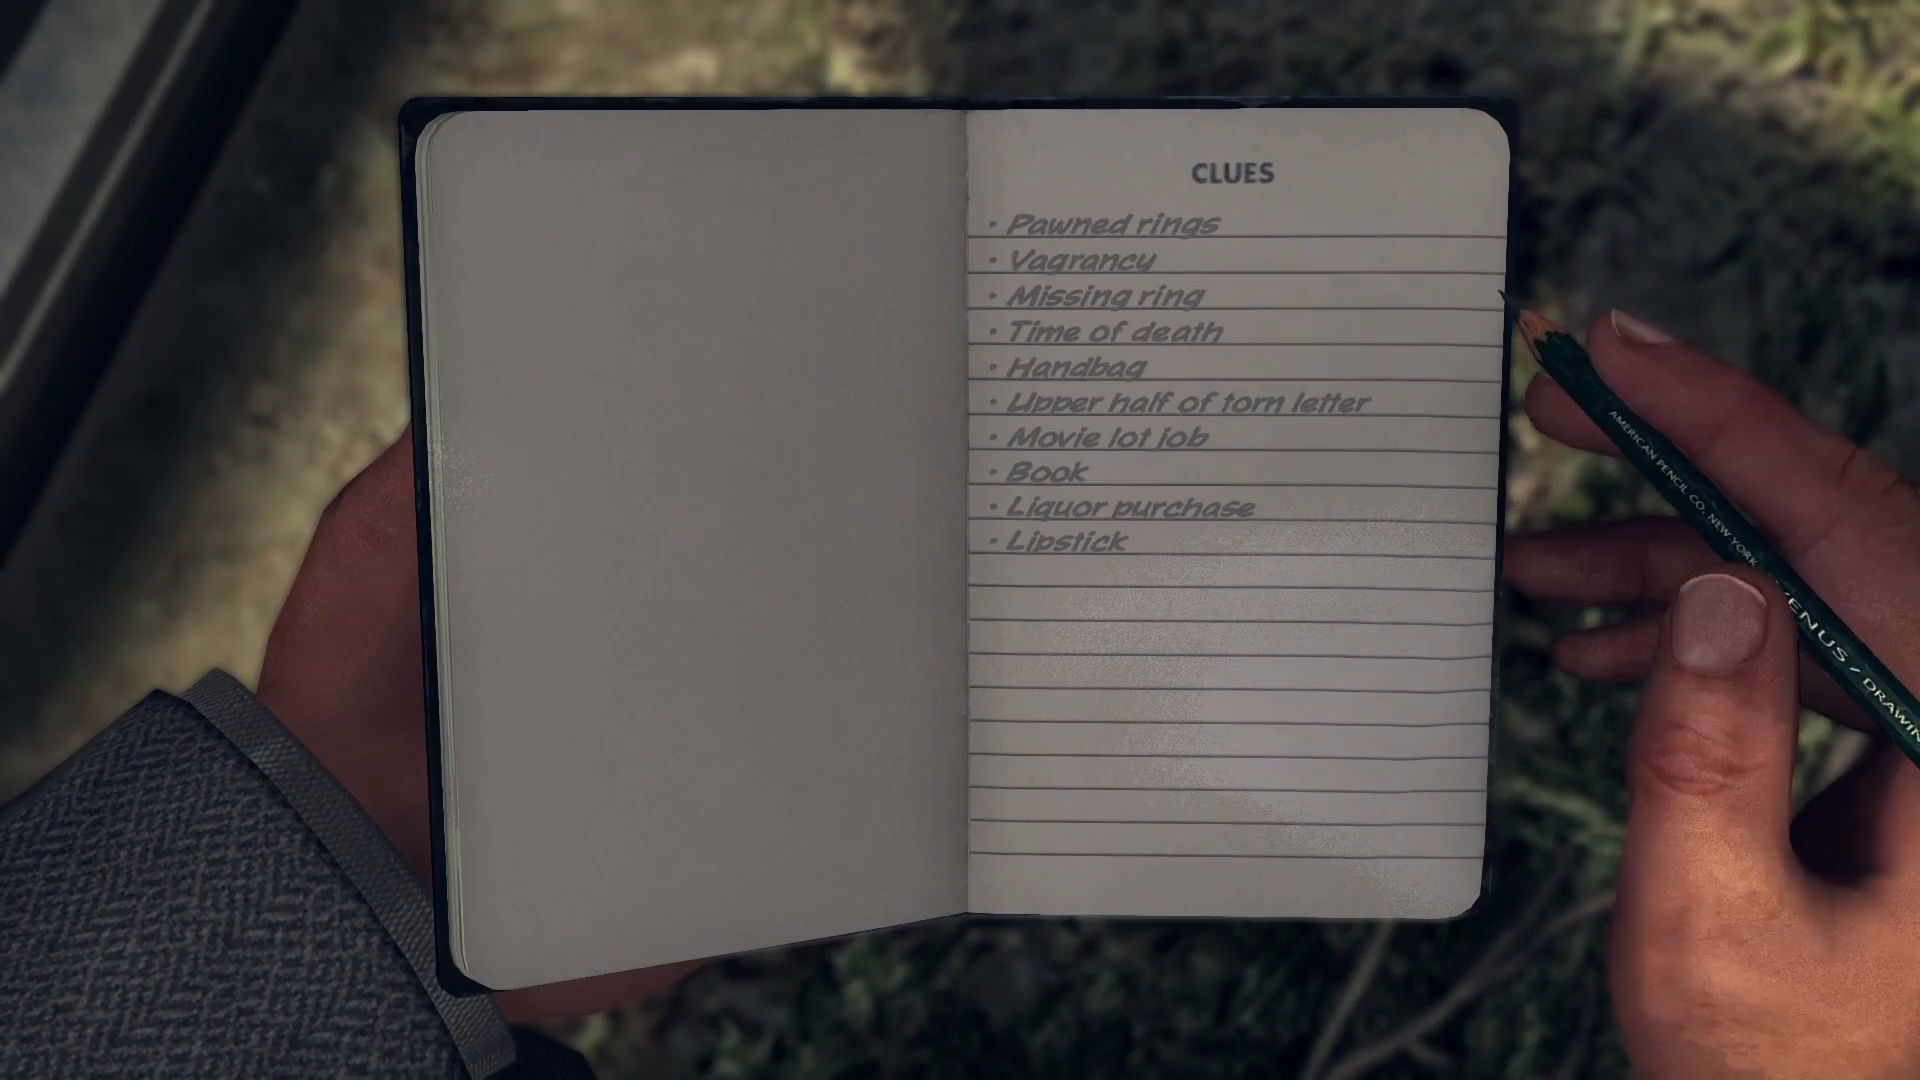 CLUES
• Pawned rings
• Vagrancy
• Missing ring
• Time of death
• Handbag
• Upper half of torn letter
• Movie lot job
• Book
• Liquor purchase
• Lipstick
AMERICAN PENCIL CO. NEW YORK
VENUS / DRAWIN